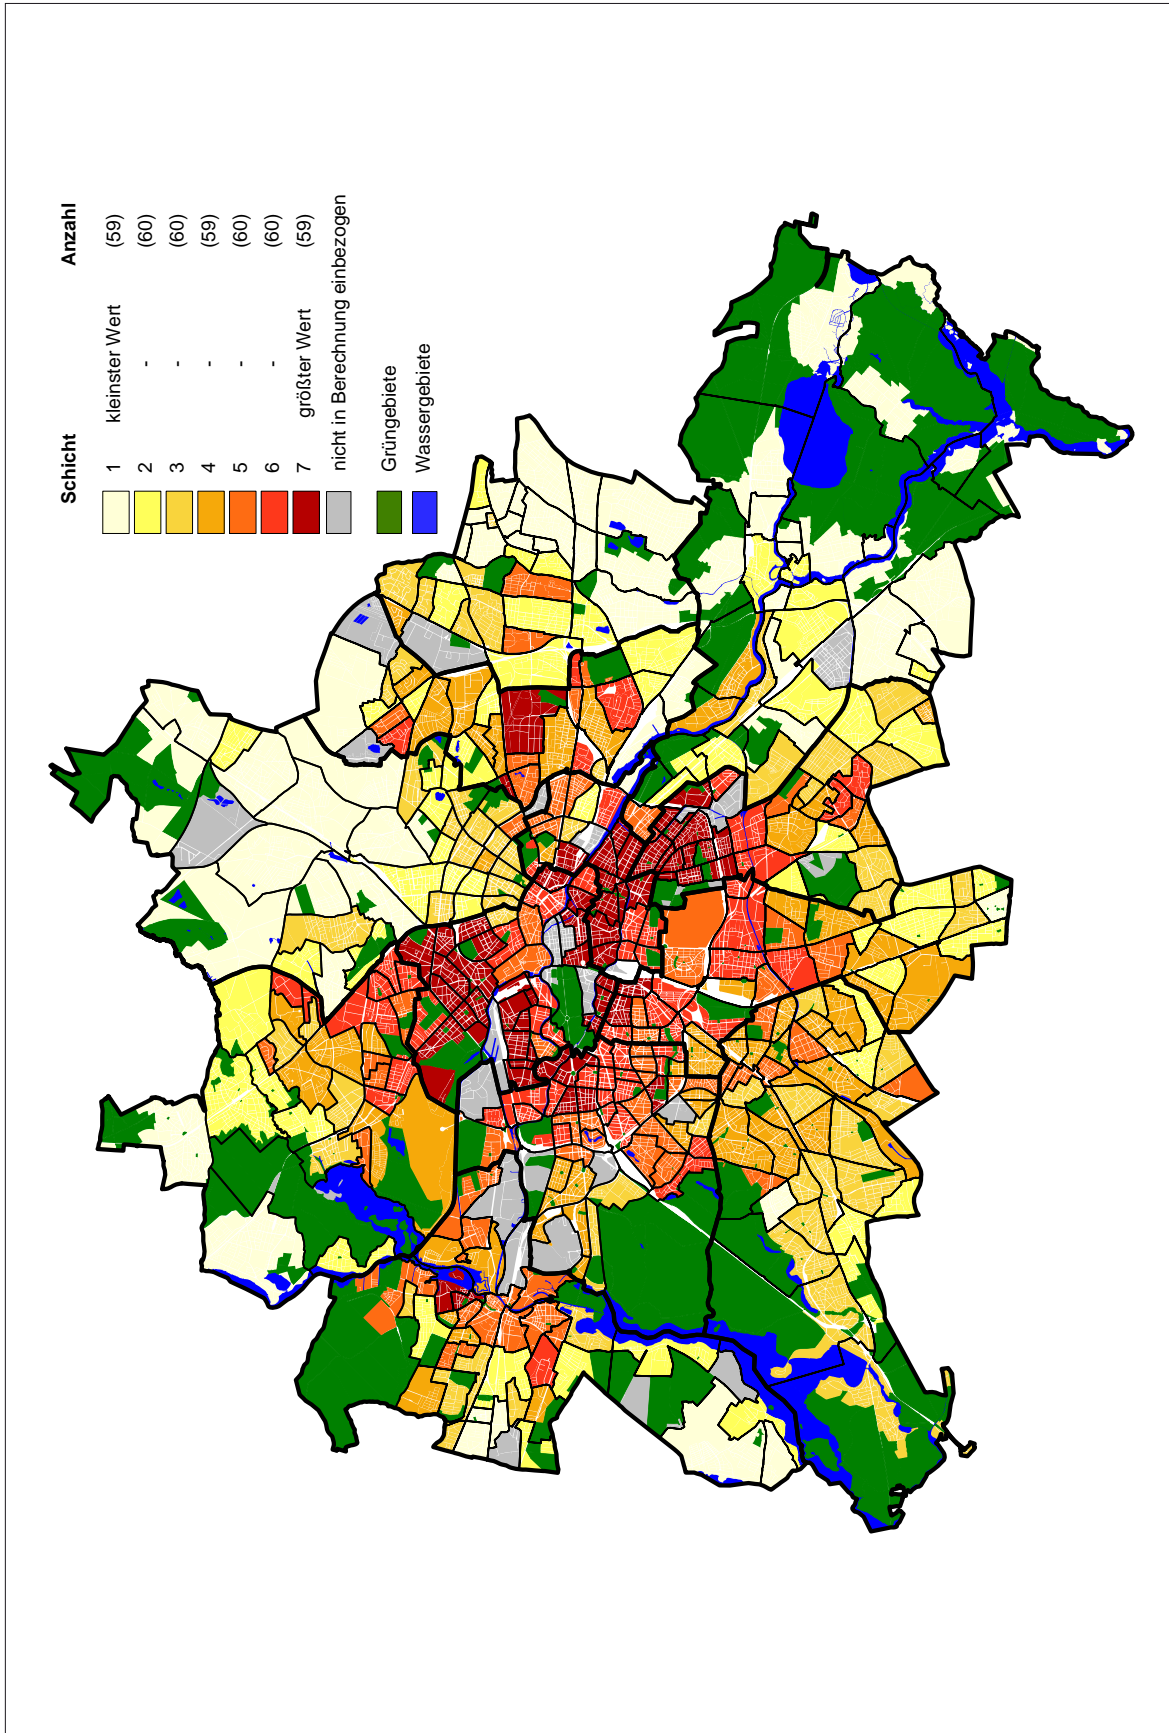 Schicht Anzahl
1 kleinster Wert (59)
2 - (60)
3 - (60)
4 - (59)
5 - (60)
6 - (60)
7 größter Wert (59)
nicht in Berechnung einbezogen
Grüngebiete
Wassergebiete